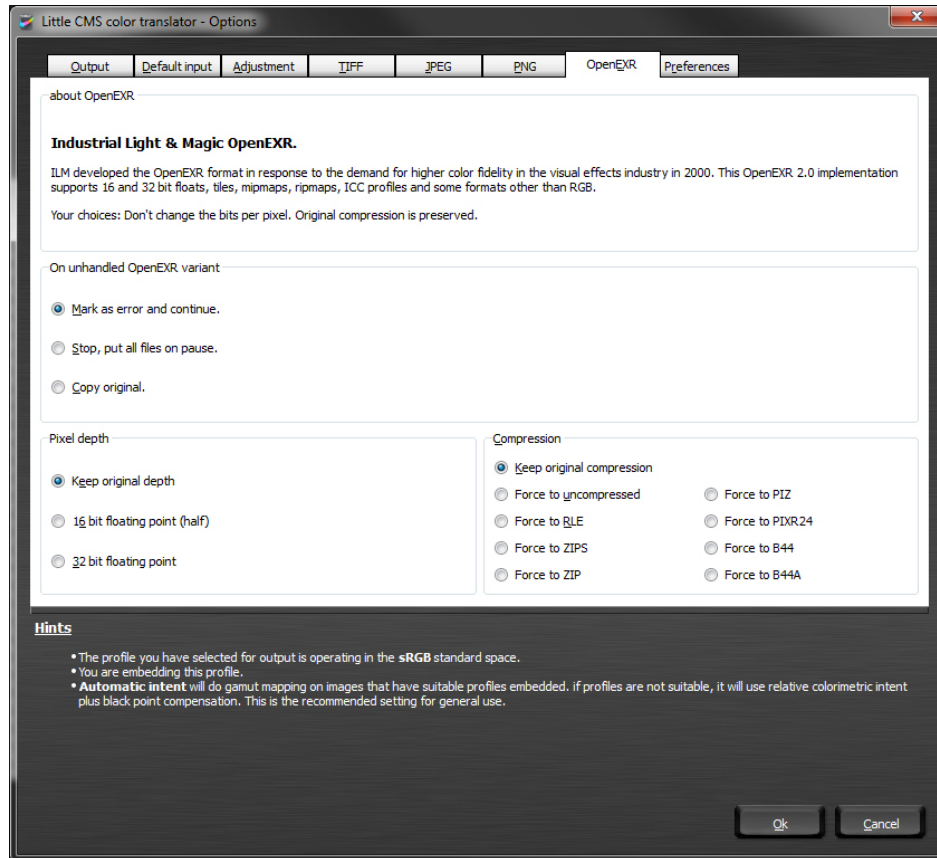 Little CMS color translator - Options
Output
Default input
Adjustment
TIFF
JPEG
PNG
OpenEXR
Preferences
about OpenEXR
Industrial Light & Magic OpenEXR.
ILM developed the OpenEXR format in response to the demand for higher color fidelity in the visual effects industry in 2000. This OpenEXR 2.0 implementation
supports 16 and 32 bit floats, tiles, mipmaps, ripmaps, ICC profiles and some formats other than RGB.
Your choices: Don't change the bits per pixel. Original compression is preserved.
On unhandled OpenEXR variant
Mark as error and continue.
Stop, put all files on pause.
Copy original.
Pixel depth
Keep original depth
16 bit floating point (half)
32 bit floating point
Compression
Keep original compression
Force to uncompressed
Force to PIZ
Force to RLE
Force to PIXR24
Force to ZIPS
Force to B44
Force to ZIP
Force to B44A
Hints
• The profile you have selected for output is operating in the sRGB standard space.
• You are embedding this profile.
• Automatic intent will do gamut mapping on images that have suitable profiles embedded. if profiles are not suitable, it will use relative colorimetric intent
plus black point compensation. This is the recommended setting for general use.
Ok
Cancel